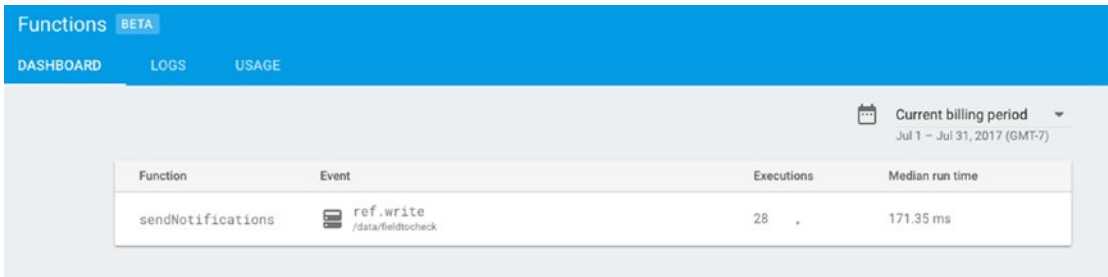 Functions BETA
DASHBOARD LOGS USAGE
Current billing period
Jul 1 – Jul 31, 2017 (GMT-7)
Function Event Executions Median run time
sendNotifications ref.write 28 171.35 ms
/data/fieldtocheck